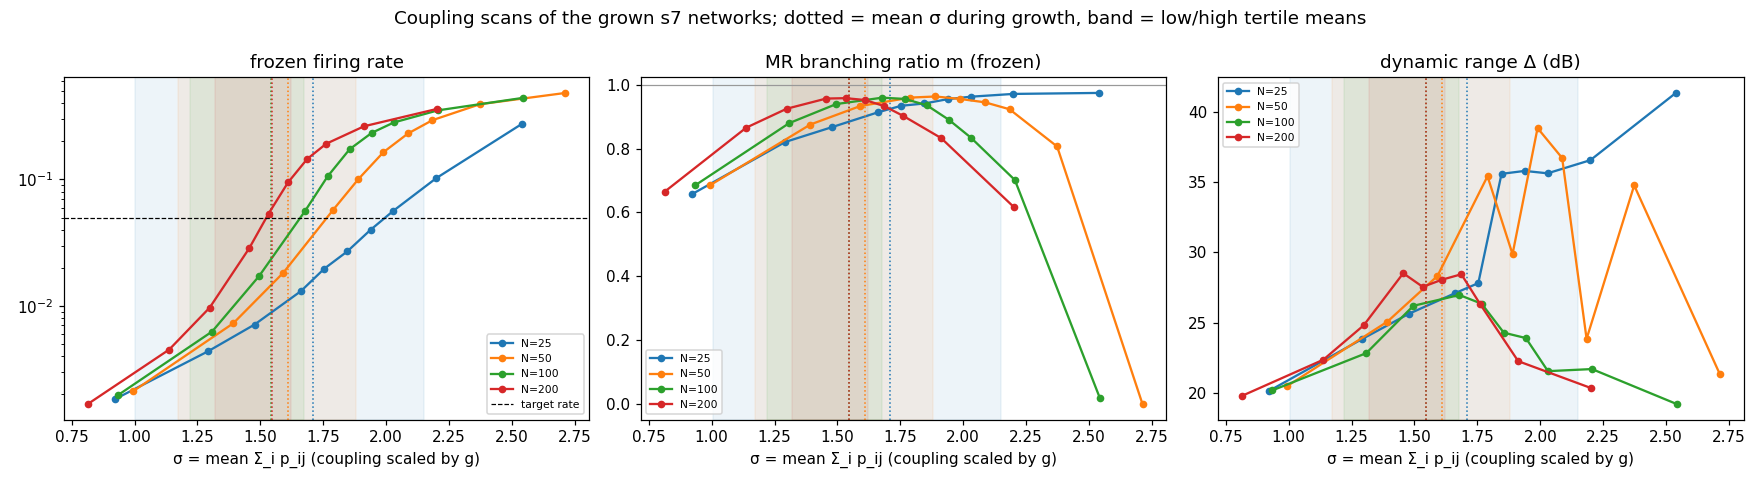 Coupling scans of the grown s7 networks; dotted = mean σ during growth, band = low/high tertile means
frozen firing rate
10⁻¹
10⁻²
N=25
N=50
N=100
N=200
target rate
0.75 1.00 1.25 1.50 1.75 2.00 2.25 2.50 2.75
σ = mean Σ_i p_ij (coupling scaled by g)
MR branching ratio m (frozen)
1.0
0.8
0.6
0.4
0.2
0.0
N=25
N=50
N=100
N=200
0.75 1.00 1.25 1.50 1.75 2.00 2.25 2.50 2.75
σ = mean Σ_i p_ij (coupling scaled by g)
dynamic range Δ (dB)
N=25
N=50
N=100
N=200
40
35
30
25
20
0.75 1.00 1.25 1.50 1.75 2.00 2.25 2.50 2.75
σ = mean Σ_i p_ij (coupling scaled by g)